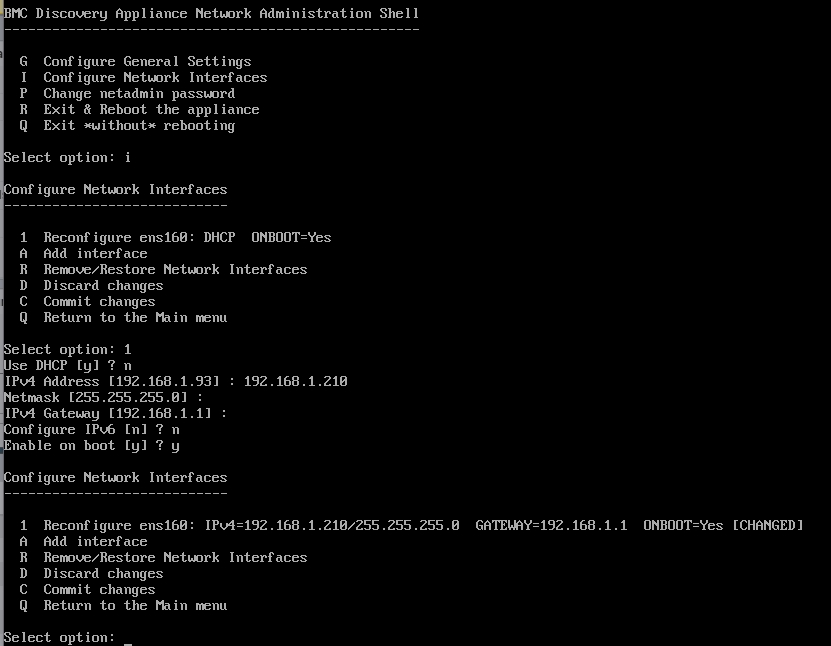 BMC Discovery Appliance Network Administration Shell
----------------------------------------------------
G  Configure General Settings
I  Configure Network Interfaces
P  Change netadmin password
R  Exit & Reboot the appliance
Q  Exit *without* rebooting
Select option: i
Configure Network Interfaces
----------------------------
1  Reconfigure ens160: DHCP  ONBOOT=Yes
A  Add interface
R  Remove/Restore Network Interfaces
D  Discard changes
C  Commit changes
Q  Return to the Main menu
Select option: 1
Use DHCP [y] ? n
IPv4 Address [192.168.1.93] : 192.168.1.210
Netmask [255.255.255.0] :
IPv4 Gateway [192.168.1.1] :
Configure IPv6 [n] ? n
Enable on boot [y] ? y
Configure Network Interfaces
----------------------------
1  Reconfigure ens160: IPv4=192.168.1.210/255.255.255.0  GATEWAY=192.168.1.1  ONBOOT=Yes [CHANGED]
A  Add interface
R  Remove/Restore Network Interfaces
D  Discard changes
C  Commit changes
Q  Return to the Main menu
Select option: _